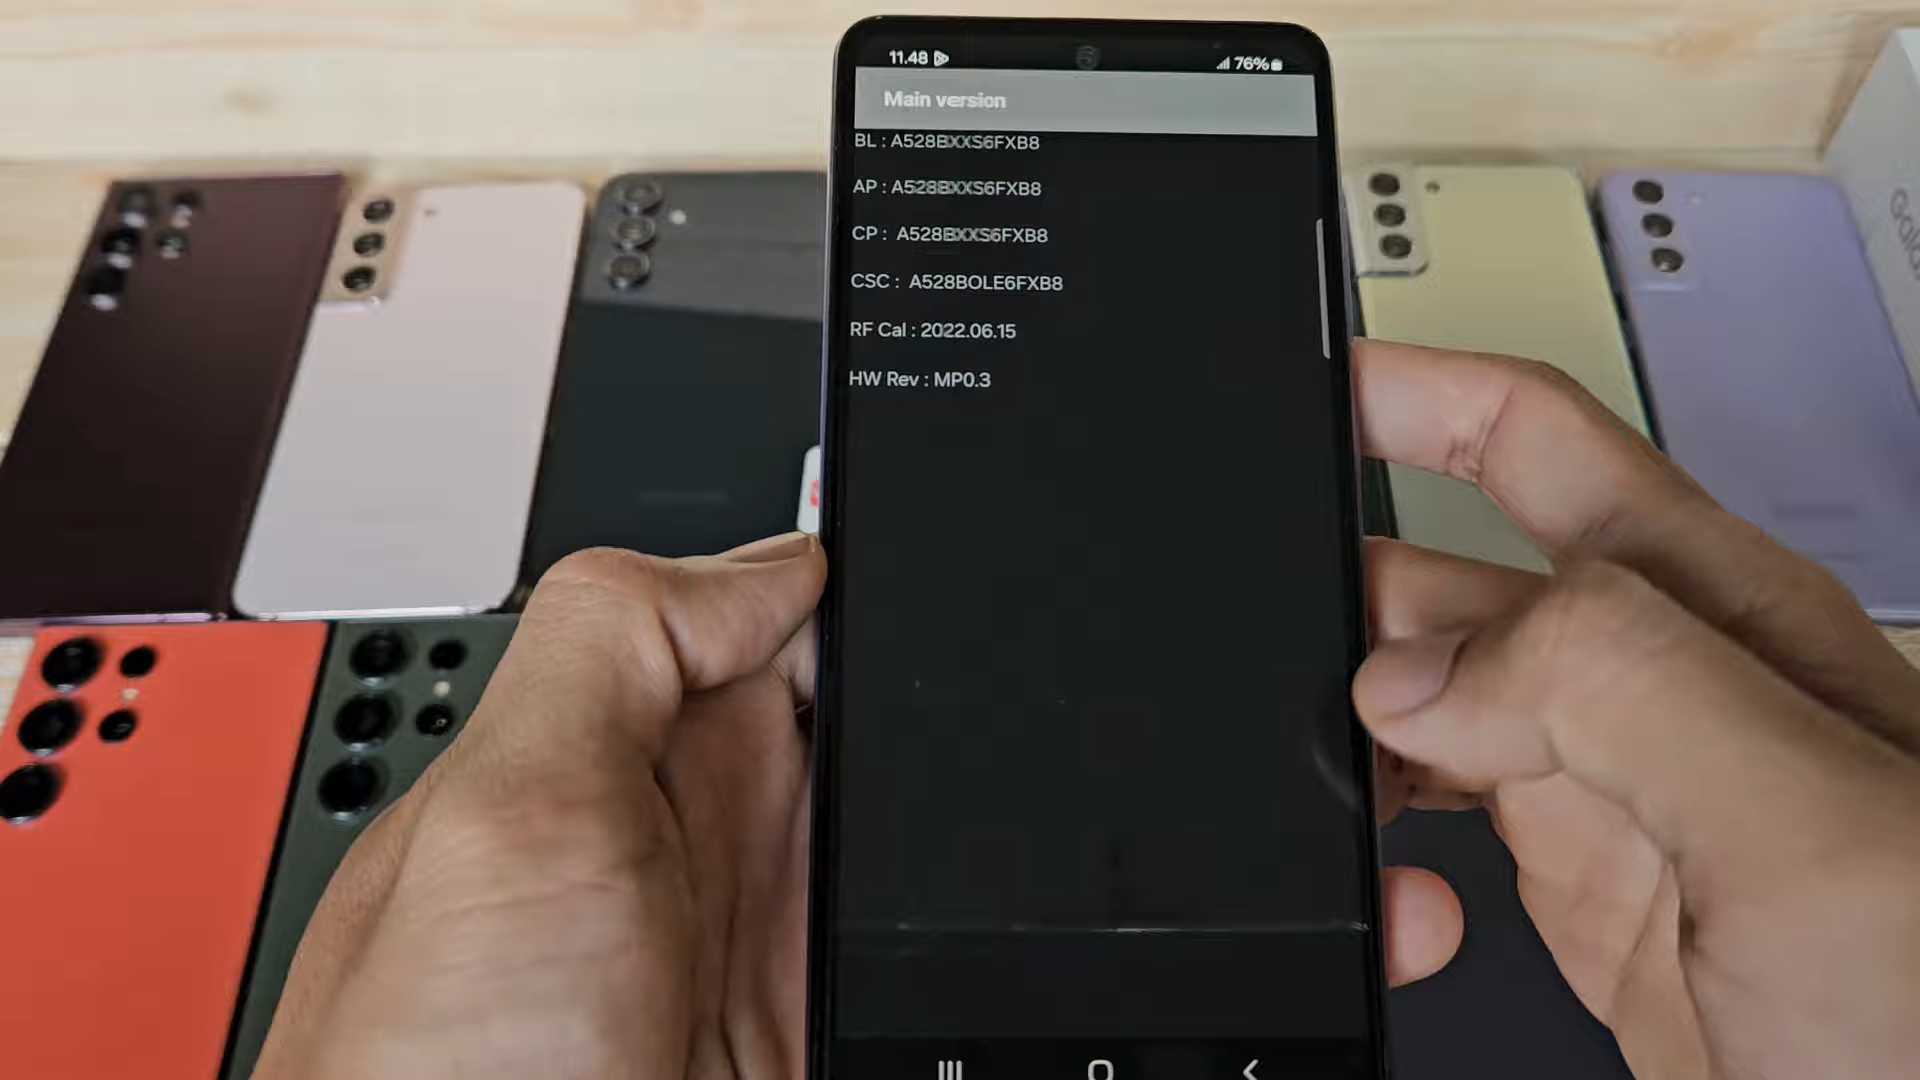 11.48
76%
Main version
BL : A528BXXS6FXB8
AP : A528BXXS6FXB8
CP : A528BXXS6FXB8
CSC : A528BOLE6FXB8
RF Cal : 2022.06.15
HW Rev : MP0.3